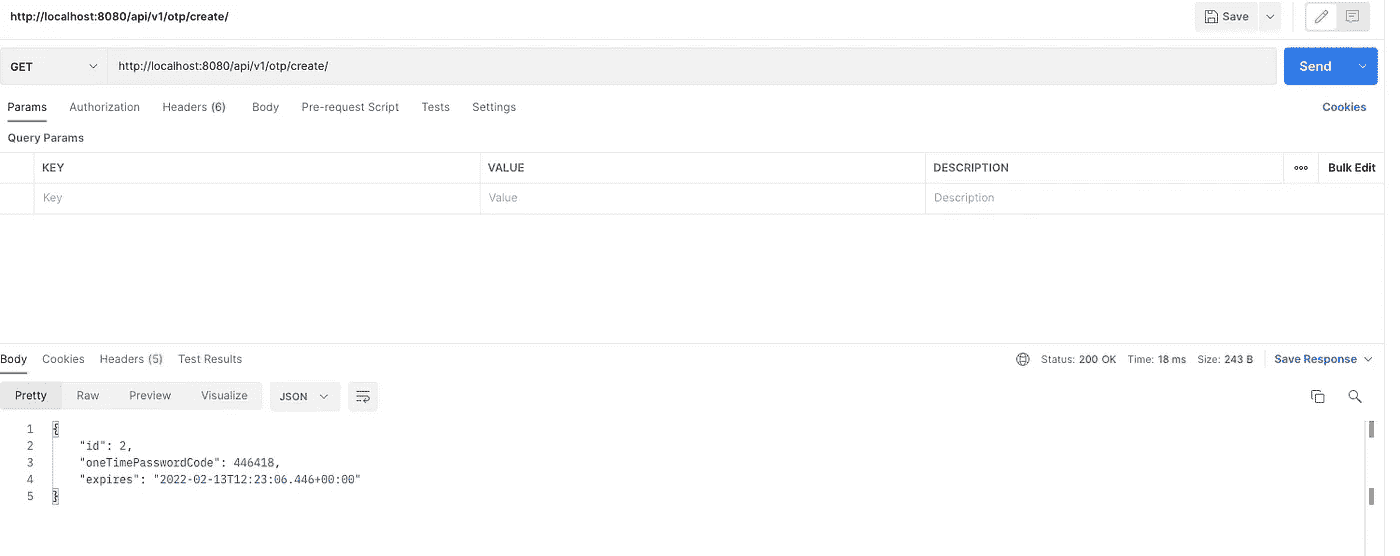 http://localhost:8080/api/v1/otp/create/
Save
GET
http://localhost:8080/api/v1/otp/create/
Send
Params Authorization Headers (6) Body Pre-request Script Tests Settings Cookies
Query Params
KEY VALUE DESCRIPTION Bulk Edit
Key Value Description
Body Cookies Headers (5) Test Results Status: 200 OK Time: 18 ms Size: 243 B Save Response
Pretty Raw Preview Visualize JSON
1 {
2 "id": 2,
3 "oneTimePasswordCode": 446418,
4 "expires": "2022-02-13T12:23:06.446+00:00"
5 }